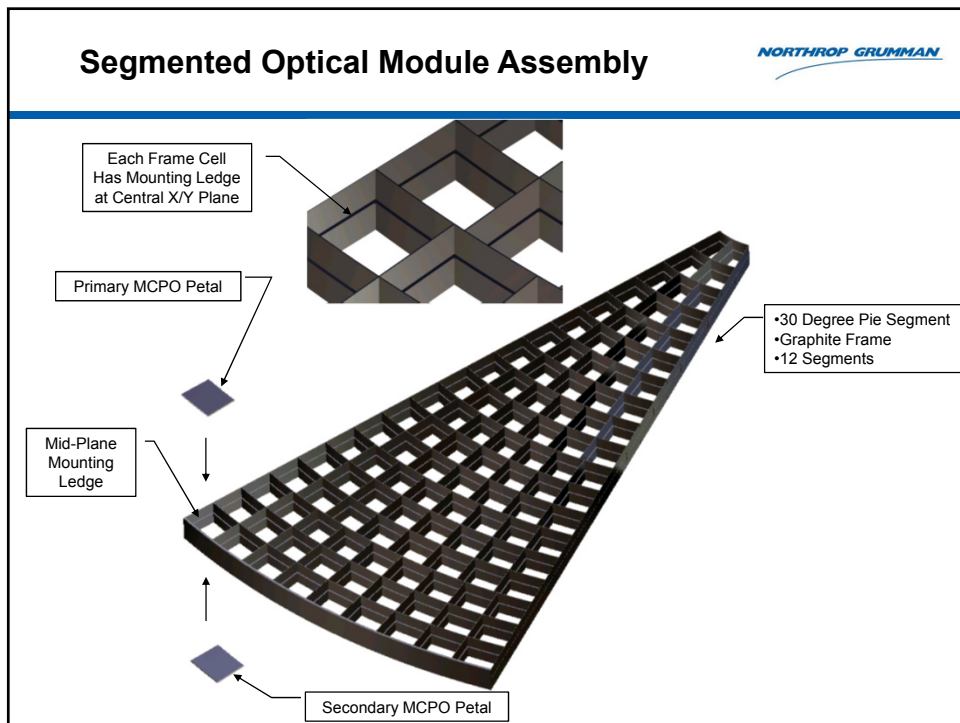 Segmented Optical Module Assembly
NORTHROP GRUMMAN
Each Frame Cell
Has Mounting Ledge
at Central X/Y Plane
Primary MCPO Petal
•30 Degree Pie Segment
•Graphite Frame
•12 Segments
Mid-Plane
Mounting
Ledge
Secondary MCPO Petal